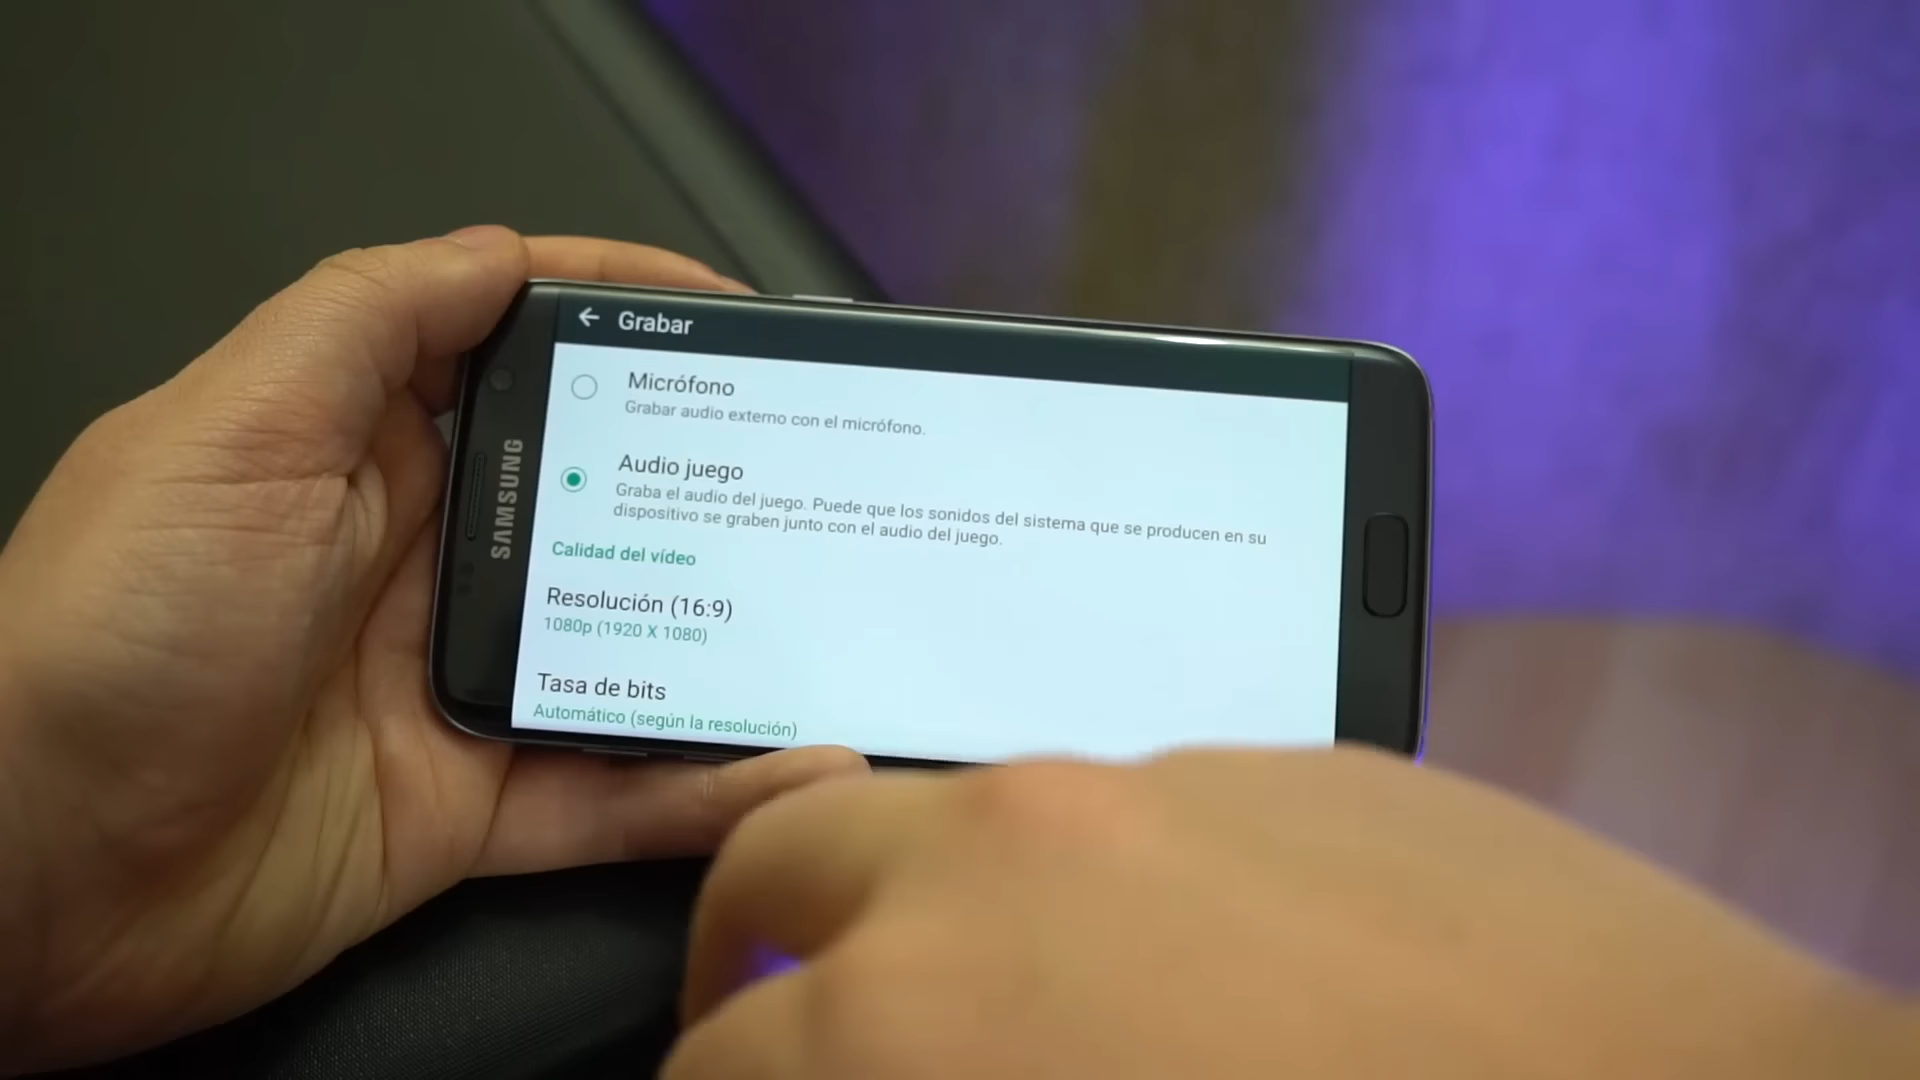 Grabar
Micrófono
Grabar audio externo con el micrófono.
Audio juego
Graba el audio del juego. Puede que los sonidos del sistema que se producen en su
dispositivo se graben junto con el audio del juego.
Calidad del vídeo
Resolución (16:9)
1080p (1920 X 1080)
Tasa de bits
Automático (según la resolución)
SAMSUNG